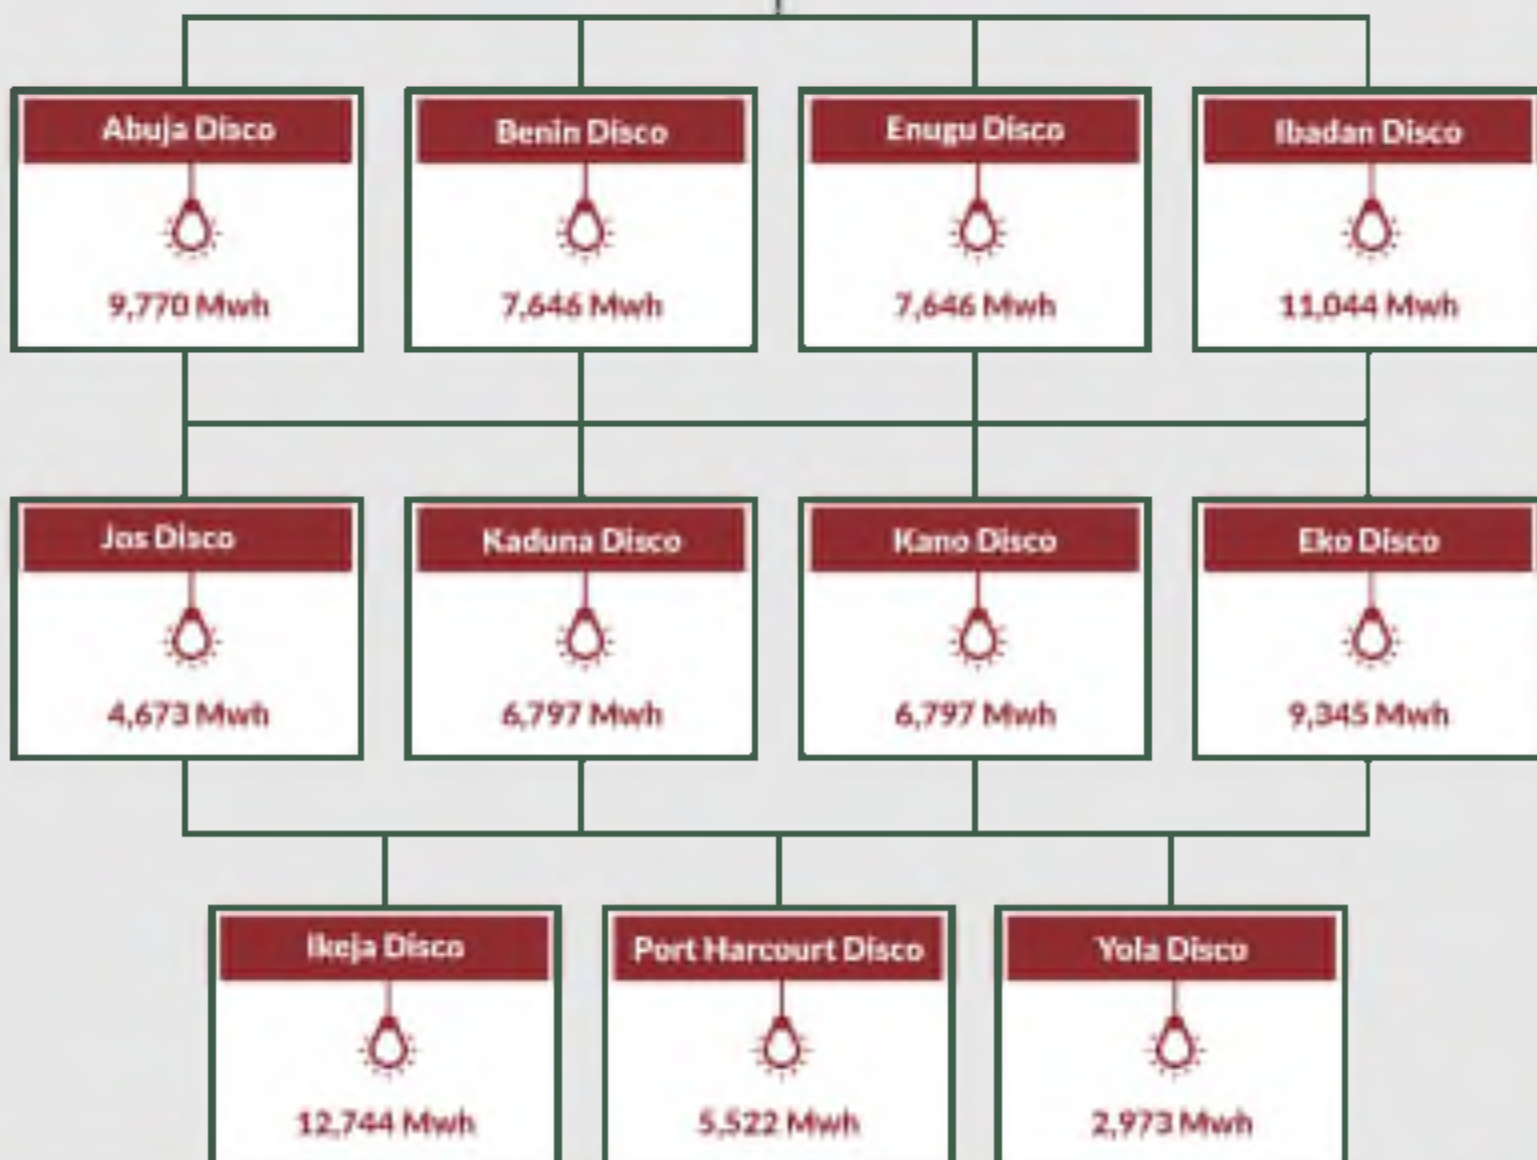 Abuja Disco
9,770 Mwh
Benin Disco
7,646 Mwh
Enugu Disco
7,646 Mwh
Ibadan Disco
11,044 Mwh
Jos Disco
4,673 Mwh
Kaduna Disco
6,797 Mwh
Kano Disco
6,797 Mwh
Eko Disco
9,345 Mwh
Ikeja Disco
12,744 Mwh
Port Harcourt Disco
5,522 Mwh
Yola Disco
2,973 Mwh